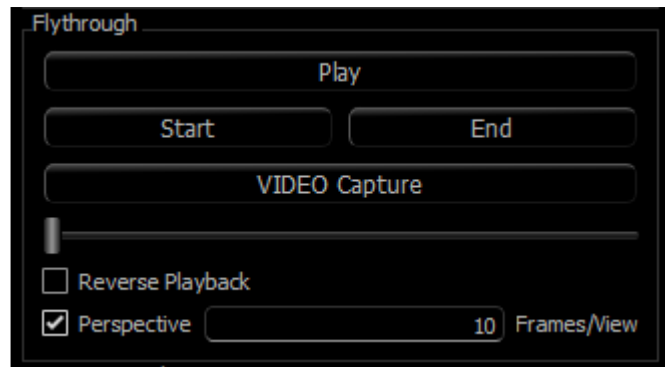 Flythrough
Play
Start End
VIDEO Capture
Reverse Playback
Perspective 10 Frames/View